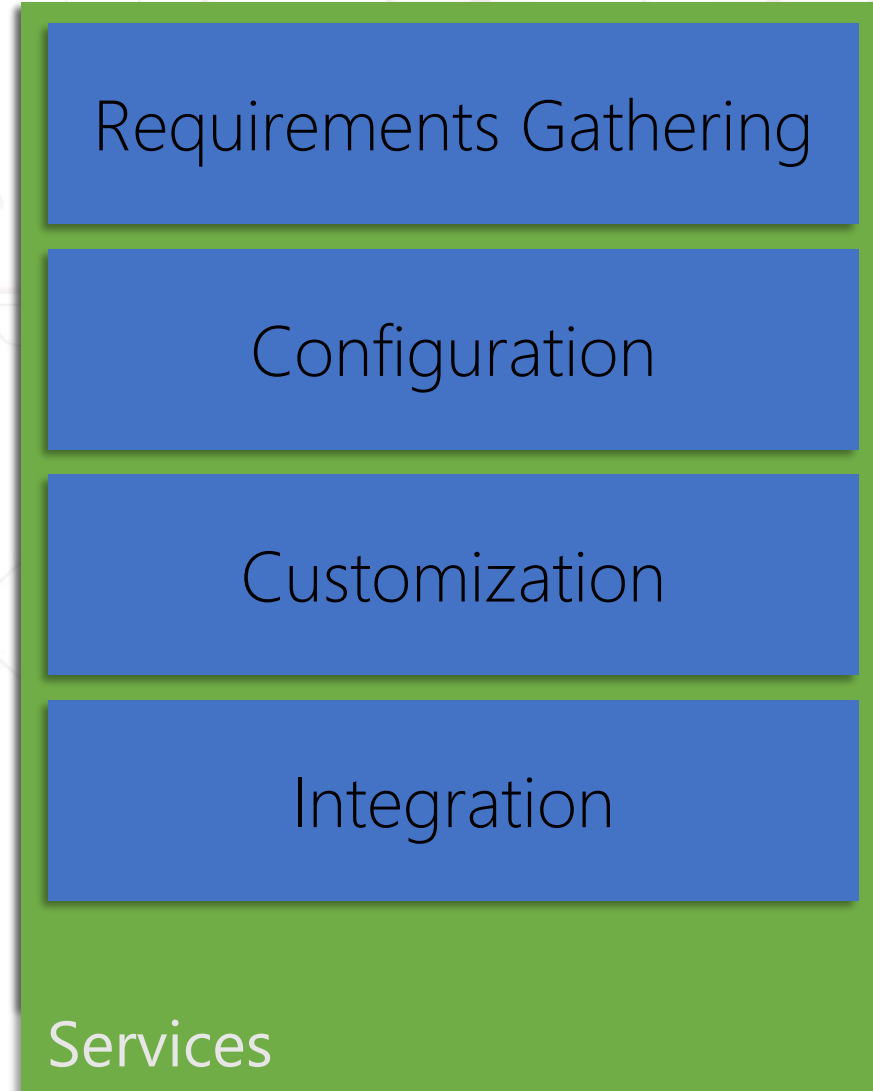 Requirements Gathering
Configuration
Customization
Integration
Services